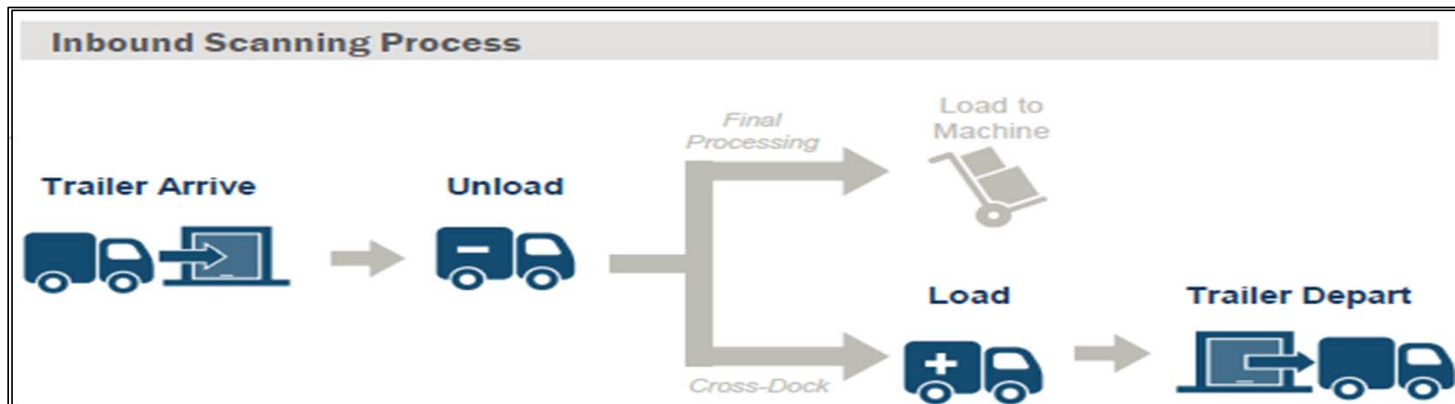 Inbound Scanning Process
Final
Processing
Load to
Machine
Trailer Arrive
Unload
Load
Trailer Depart
Cross-Dock